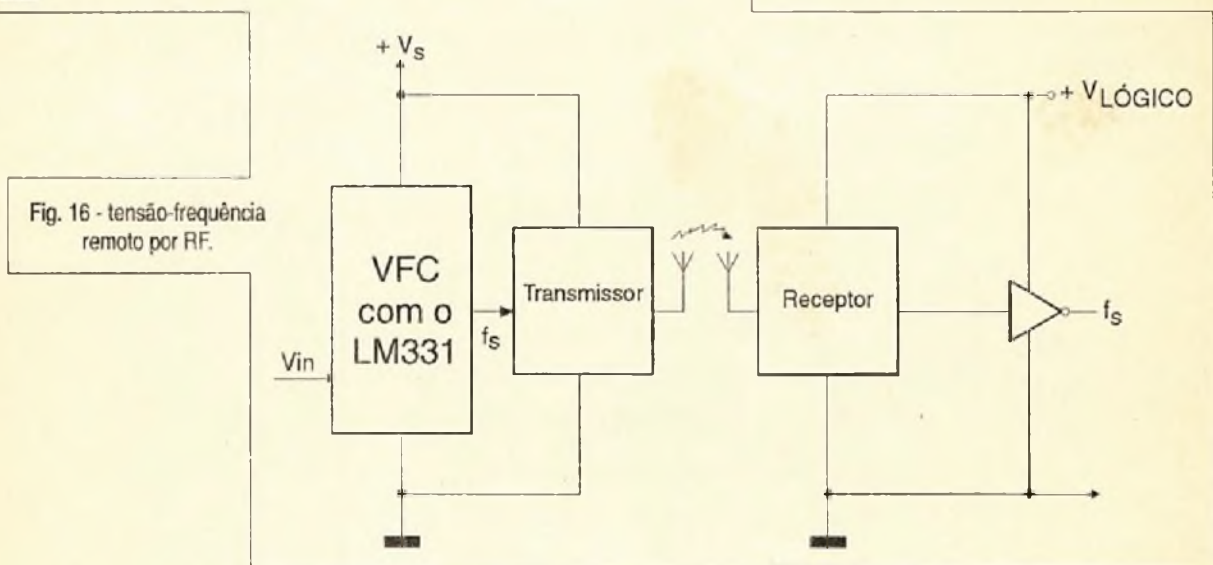 + VS
+ VLÓGICO
Fig. 16 - tensão-frequência
remoto por RF.
VFC
com o
LM331
Vin
fS
Transmissor
Receptor
fS